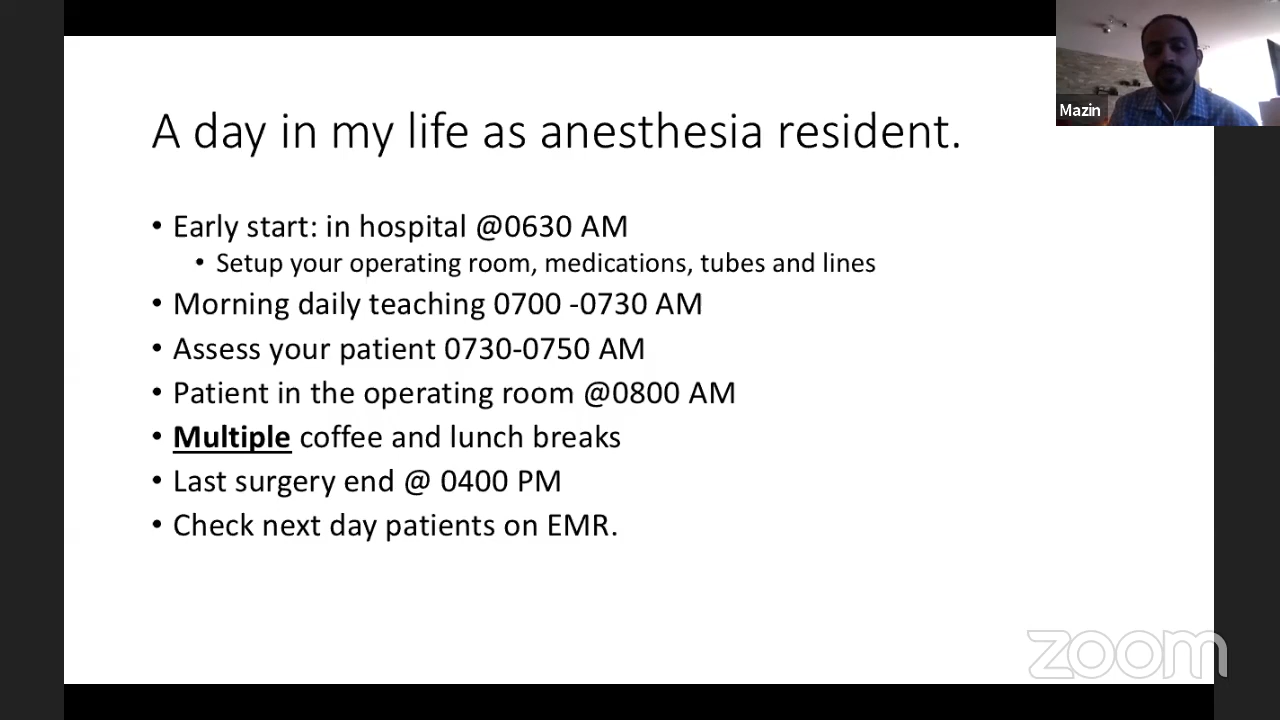 A day in my life as anesthesia resident.
• Early start: in hospital @0630 AM
• Setup your operating room, medications, tubes and lines
• Morning daily teaching 0700 -0730 AM
• Assess your patient 0730-0750 AM
• Patient in the operating room @0800 AM
• Multiple coffee and lunch breaks
• Last surgery end @ 0400 PM
• Check next day patients on EMR.
Mazin
zoom